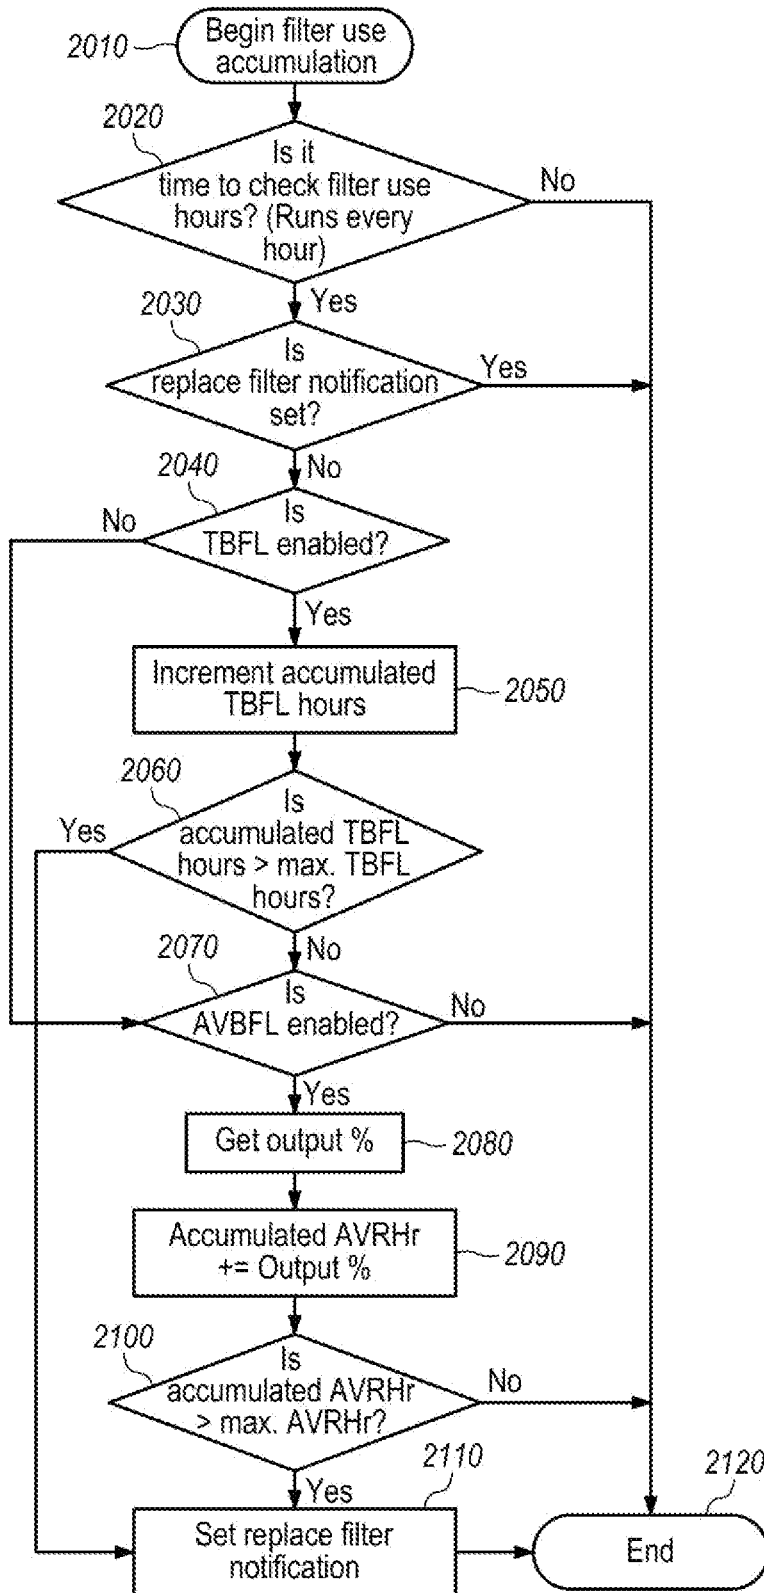 2010
Begin filter use
accumulation
2020
Is it
time to check filter use
hours? (Runs every
hour)
No
Yes
2030
Is
replace filter notification
set?
Yes
No
2040
Is
TBFL enabled?
No
Yes
Increment accumulated
TBFL hours
2050
2060
Is
accumulated TBFL
hours > max. TBFL
hours?
Yes
No
2070
Is
AVBFL enabled?
No
Yes
Get output %
2080
Accumulated AVRHr
+= Output %
2090
2100
Is
accumulated AVRHr
> max. AVRHr?
No
Yes
2110
Set replace filter
notification
2120
End